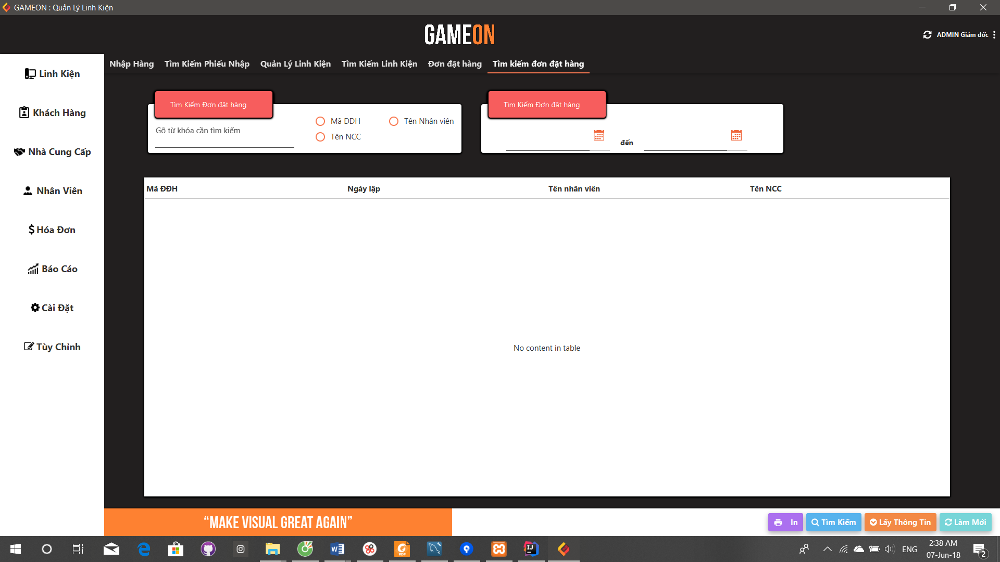 GAMEON : Quản Lý Linh Kiện
GAMEON
ADMIN Giám đốc
Nhập Hàng
Tìm Kiếm Phiếu Nhập
Quản Lý Linh Kiện
Tìm Kiếm Linh Kiện
Đơn đặt hàng
Tìm kiếm đơn đặt hàng
Linh Kiện
Khách Hàng
Nhà Cung Cấp
Nhân Viên
Hóa Đơn
Báo Cáo
Cài Đặt
Tùy Chỉnh
Tìm Kiếm Đơn đặt hàng
Gõ từ khóa cần tìm kiếm
Mã ĐĐH
Tên Nhân viên
Tên NCC
Tìm Kiếm Đơn đặt hàng
đến
Mã ĐĐH
Ngày lập
Tên nhân viên
Tên NCC
No content in table
“MAKE VISUAL GREAT AGAIN”
In
Tìm Kiếm
Lấy Thông Tin
Làm Mới
ENG
2:38 AM
07-Jun-18
2